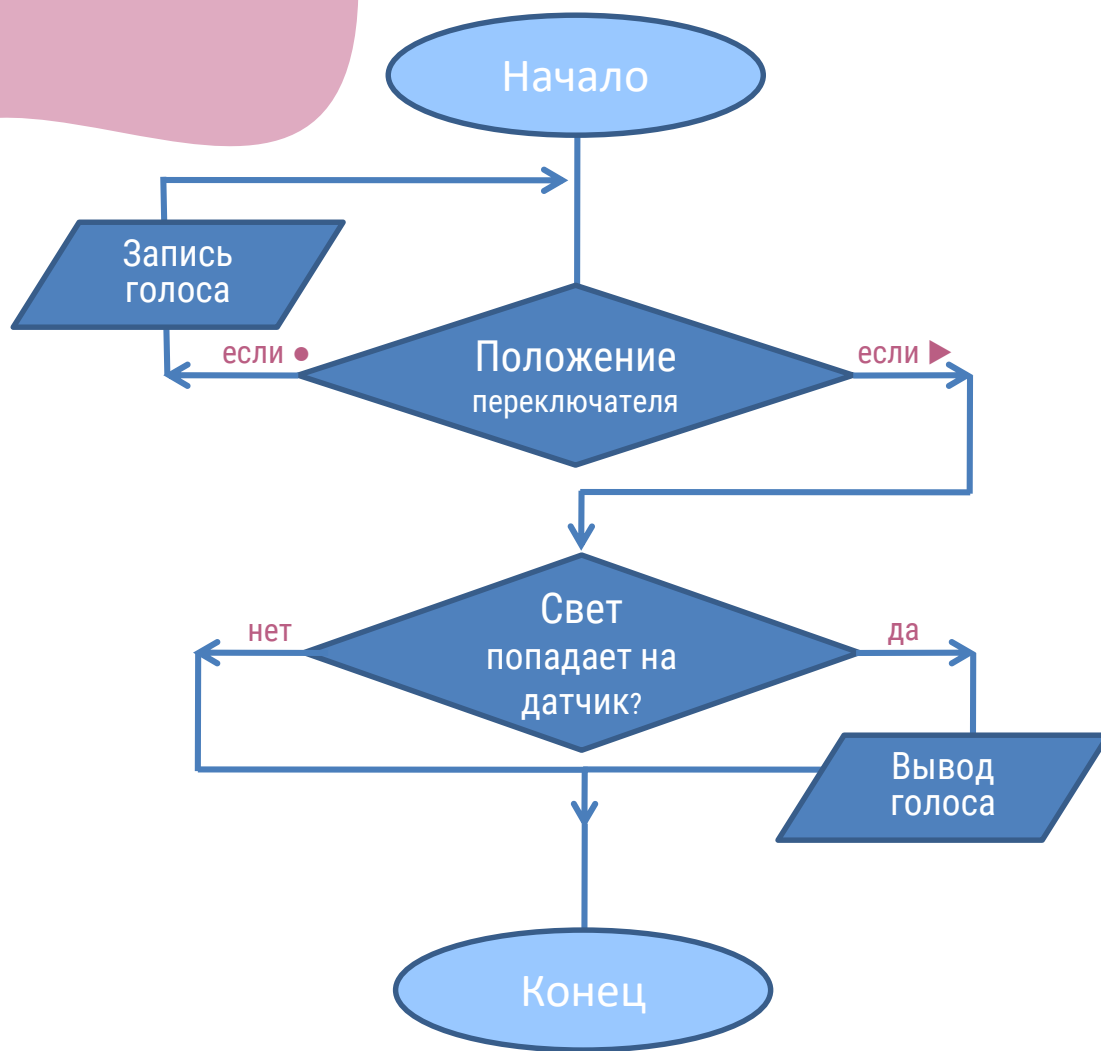 Начало
Запись
голоса
если ●
Положение
переключателя
если ▶
Свет
попадает на
датчик?
нет
да
Вывод
голоса
Конец